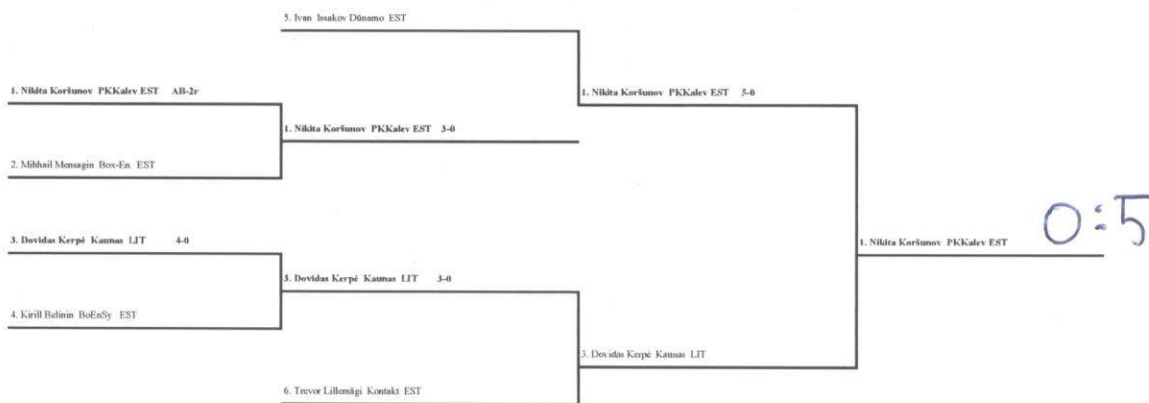 5. Ivan Issakov Dünamo EST
1. Nikita Koršunov PKKalev EST AB-2r
1. Nikita Koršunov PKKalev EST 5-0
1. Nikita Koršunov PKKalev EST 3-0
2. Mihhail Mensagin Box-En EST
3. Dovidas Kerpė Kaunas LIT 4-0
1. Nikita Koršunov PKKalev EST 0:5
3. Dovidas Kerpė Kaunas LIT 3-0
4. Kirill Belinin BoEnSy EST
3. Dovidas Kerpė Kaunas LIT
6. Trevor Lillemägi Kontakt EST